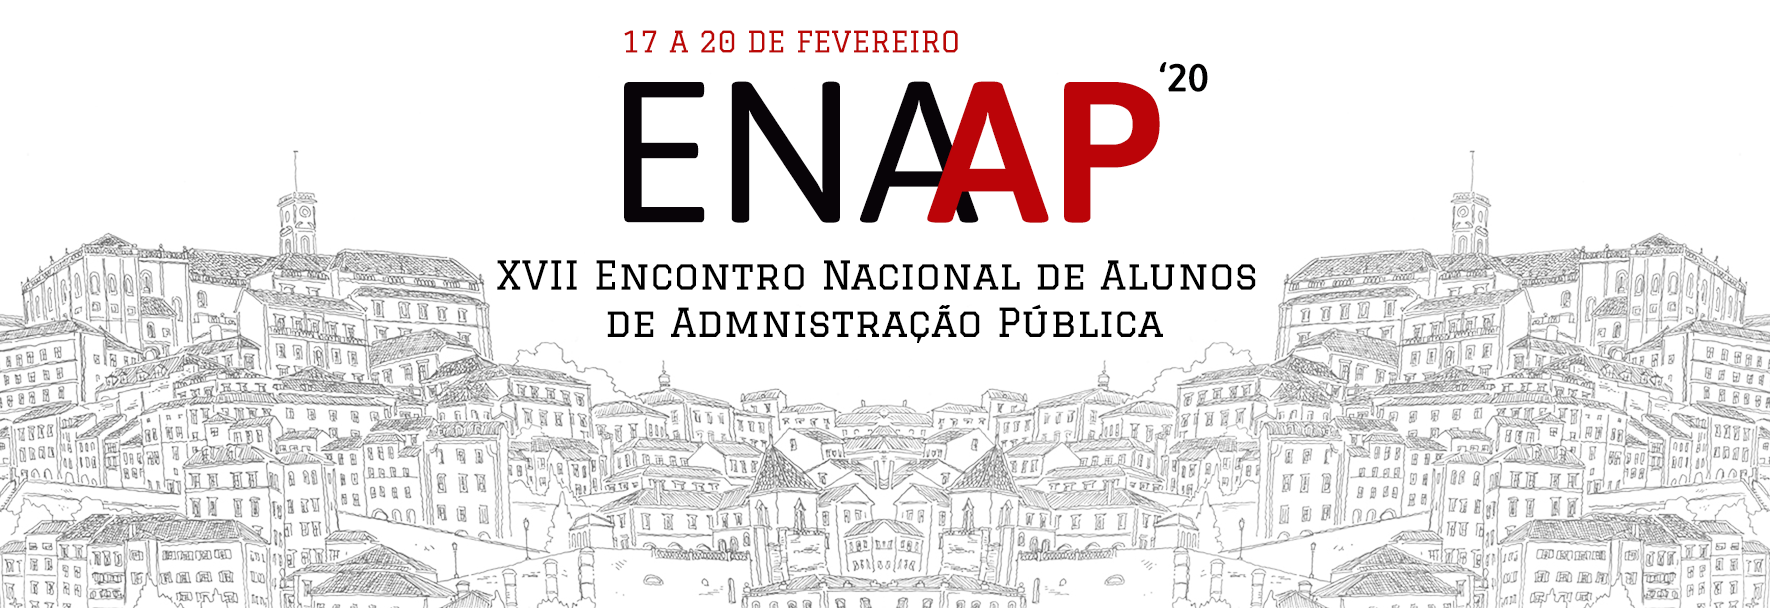 17 A 20 DE FEVEREIRO
ENAAP '20
XVII ENCONTRO NACIONAL DE ALUNOS
DE ADMNISTRAÇÃO PÚBLICA